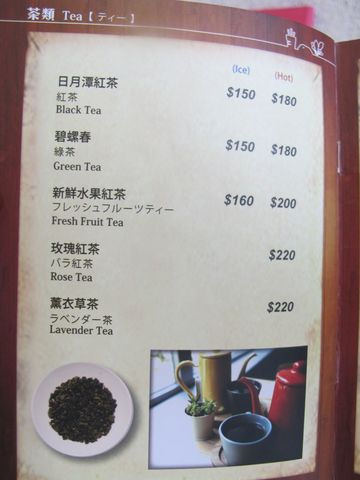 茶類 Tea【ティー】
(Ice) (Hot)
日月潭紅茶
紅茶 $150 $180
Black Tea
碧螺春
綠茶 $150 $180
Green Tea
新鮮水果紅茶
フレッシュフルーツティー $160 $200
Fresh Fruit Tea
玫瑰紅茶
バラ紅茶 $220
Rose Tea
薰衣草茶
ラベンダー茶 $220
Lavender Tea